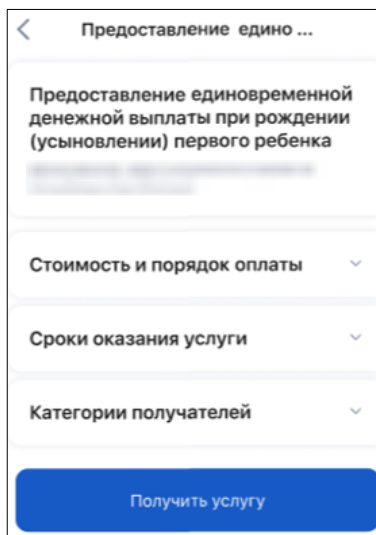 Предоставление едино ...
Предоставление единовременной
денежной выплаты при рождении
(усыновлении) первого ребенка
Стоимость и порядок оплаты
Сроки оказания услуги
Категории получателей
Получить услугу